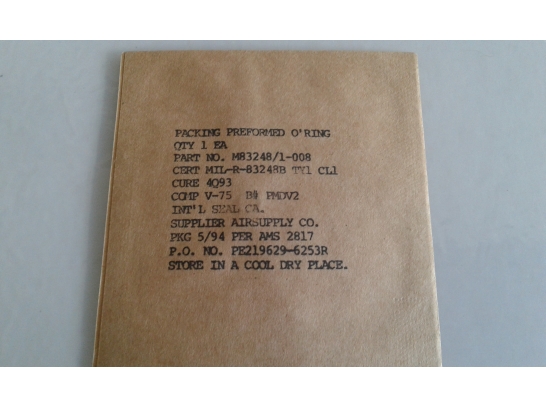 PACKING PREFORMED O'RING
QTY 1 EA
PART NO. M83248/1-008
CERT MIL-R-83248B TY1 CL1
CURE 4Q93
COMP V-75 B# PMDV2
INT'L SEAL CA.
SUPPLIER AIRSUPPLY CO.
PKG 5/94 PER AMS 2817
P.O. NO. PE219629-6253R
STORE IN A COOL DRY PLACE.